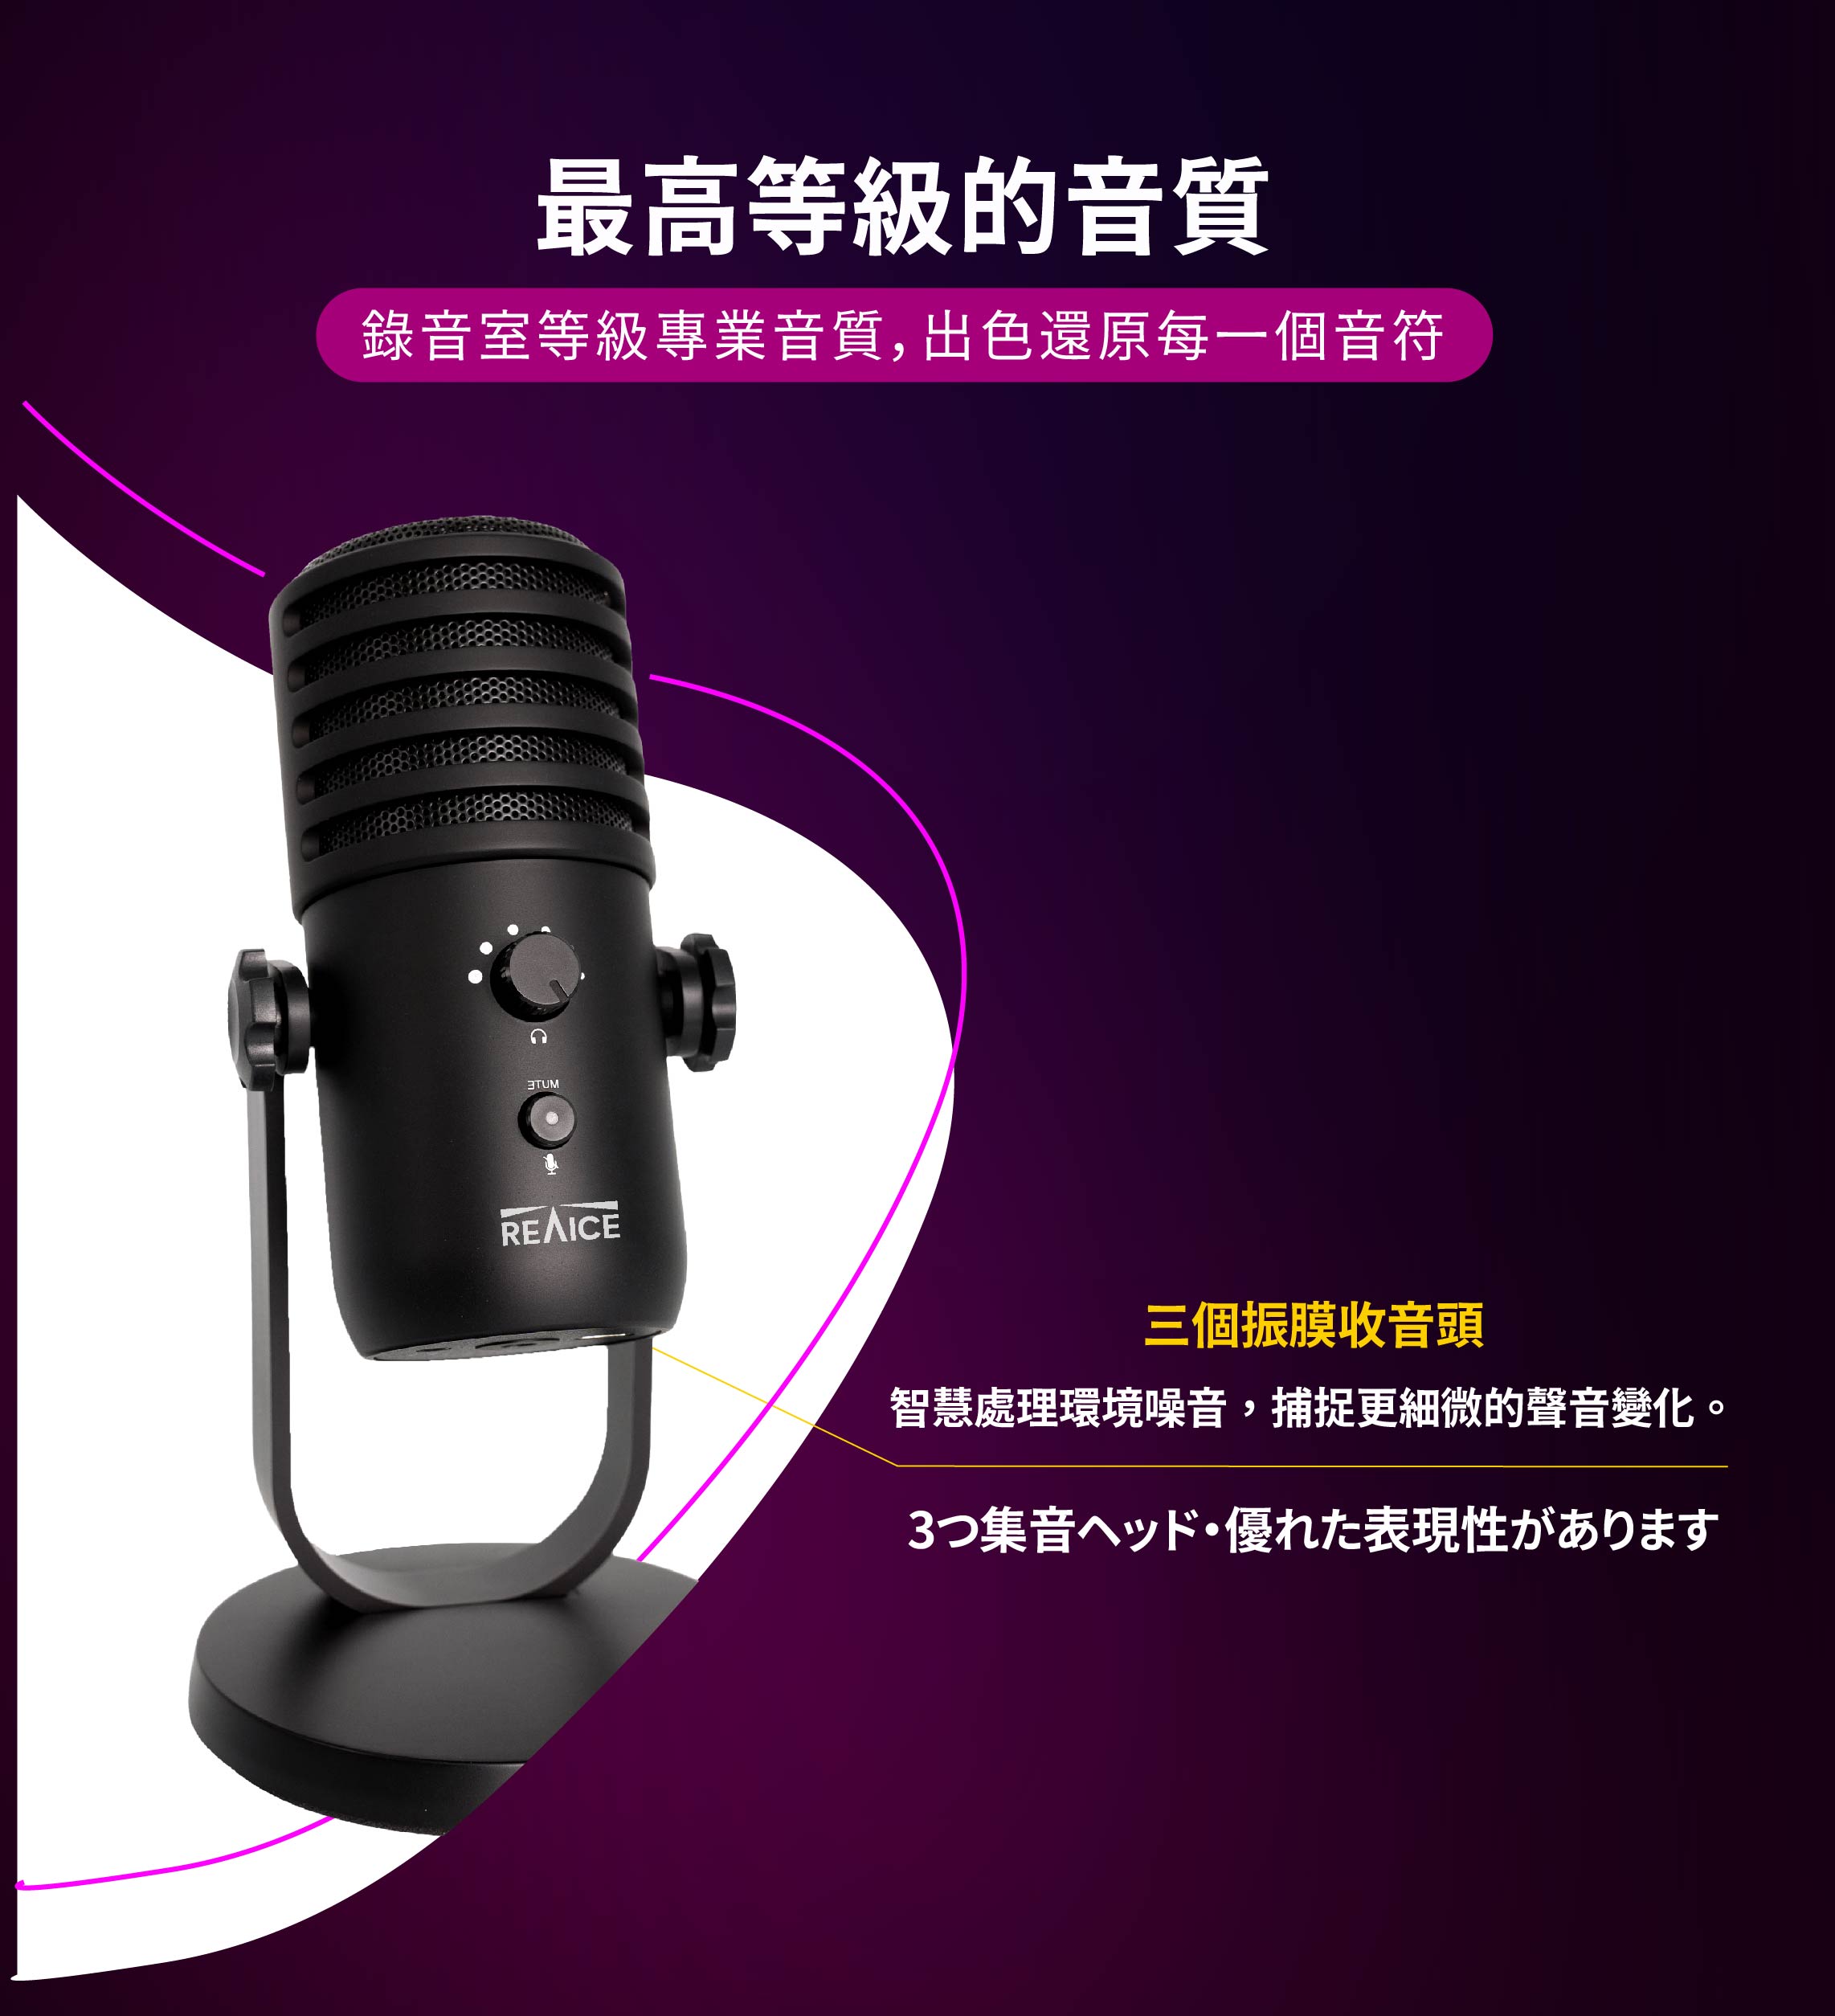 最高等級的音質
錄音室等級專業音質,出色還原每一個音符
MUTE
REAICE
三個振膜收音頭
智慧處理環境噪音，捕捉更細微的聲音變化。
3つ集音ヘッド・優れた表現性があります